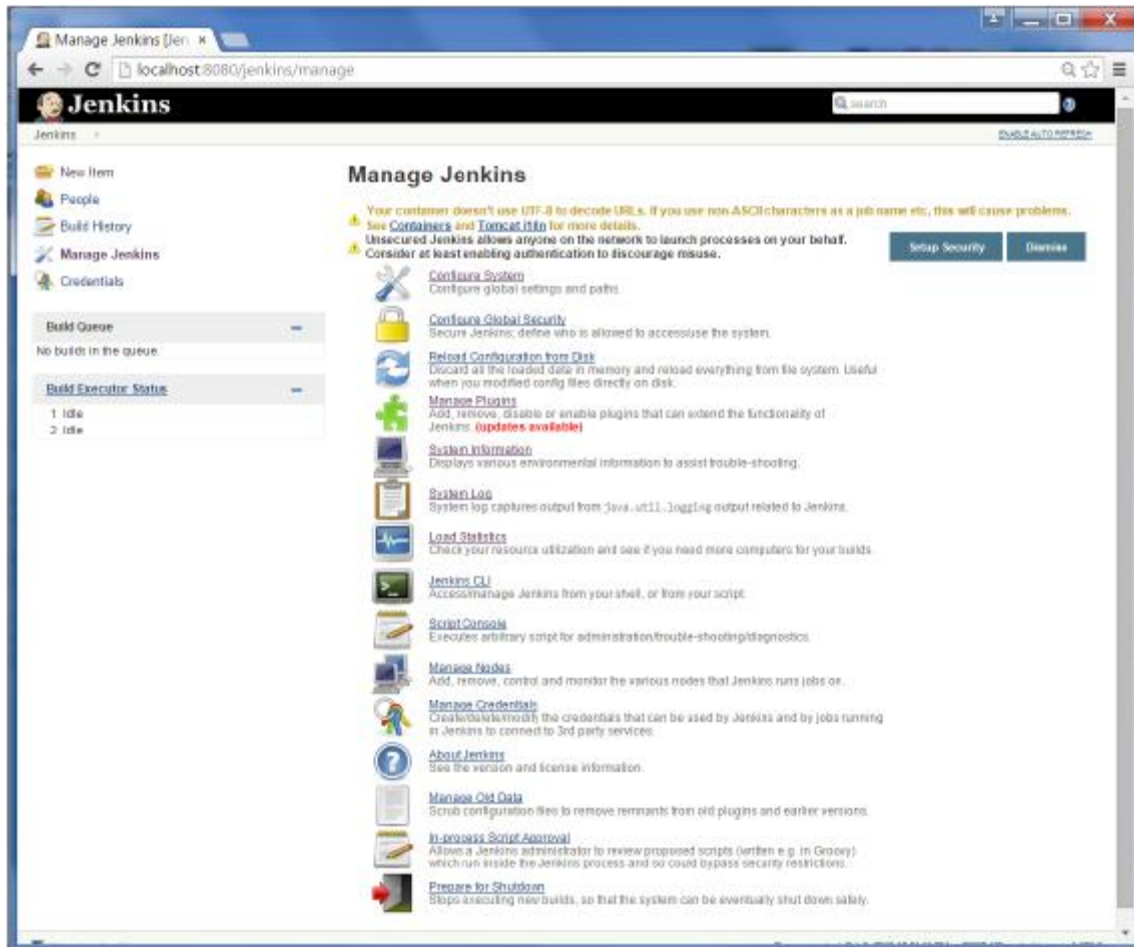 Manage Jenkins [Jen
localhost:8080/jenkins/manage
Jenkins
search
Jenkins
ENABLE AUTO REFRESH
New Item
People
Build History
Manage Jenkins
Credentials
Build Queue
No builds in the queue.
Build Executor Status
1 Idle
2 Idle
Manage Jenkins
Your container doesn't use UTF-8 to decode URLs. If you use non-ASCII characters as a job name etc, this will cause problems.
See Containers and Tomcat i18n for more details.
Unsecured Jenkins allows anyone on the network to launch processes on your behalf.
Consider at least enabling authentication to discourage misuse.
Setup Security
Dismiss
Configure System
Configure global settings and paths.
Configure Global Security
Secure Jenkins; define who is allowed to access/use the system.
Reload Configuration from Disk
Discard all the loaded data in memory and reload everything from file system. Useful
when you modified config files directly on disk.
Manage Plugins
Add, remove, disable or enable plugins that can extend the functionality of
Jenkins. (updates available)
System Information
Displays various environmental information to assist trouble-shooting.
System Log
System log captures output from java.util.logging output related to Jenkins.
Load Statistics
Check your resource utilization and see if you need more computers for your builds.
Jenkins CLI
Access/manage Jenkins from your shell, or from your script.
Script Console
Executes arbitrary script for administration/trouble-shooting/diagnostics.
Manage Nodes
Add, remove, control and monitor the various nodes that Jenkins runs jobs on.
Manage Credentials
Create/delete/modify the credentials that can be used by Jenkins and by jobs running
in Jenkins to connect to 3rd party services.
About Jenkins
See the version and license information.
Manage Old Data
Scrub configuration files to remove remnants from old plugins and earlier versions.
In-process Script Approval
Allows a Jenkins administrator to review proposed scripts (written e.g. in Groovy)
which run inside the Jenkins process and so could bypass security restrictions.
Prepare for Shutdown
Stops executing new builds, so that the system can be eventually shut down safely.